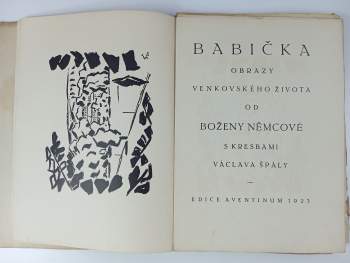 BABIČKA
OBRAZY
VENKOVSKÉHO ŽIVOTA
OD
BOŽENY NĚMCOVÉ
S KRESBAMI
VÁCLAVA ŠPÁLY
EDICE AVENTINUM 1923